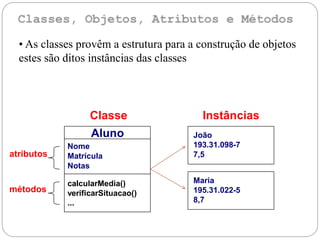 Classes, Objetos, Atributos e Métodos
• As classes provêm a estrutura para a construção de objetos
estes são ditos instâncias das classes
Classe
Instâncias
Aluno
atributos
Nome
Matrícula
Notas
métodos
calcularMedia()
verificarSituacao()
...
João
193.31.098-7
7,5
Maria
195.31.022-5
8,7